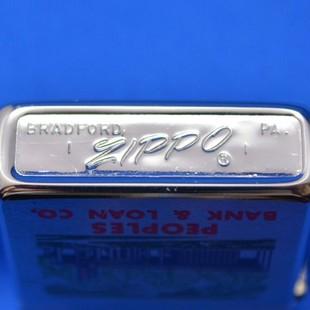 BRADFORD. PA.
| ZIPPO ® |
PEOPLES
BANK & LOAN CO.